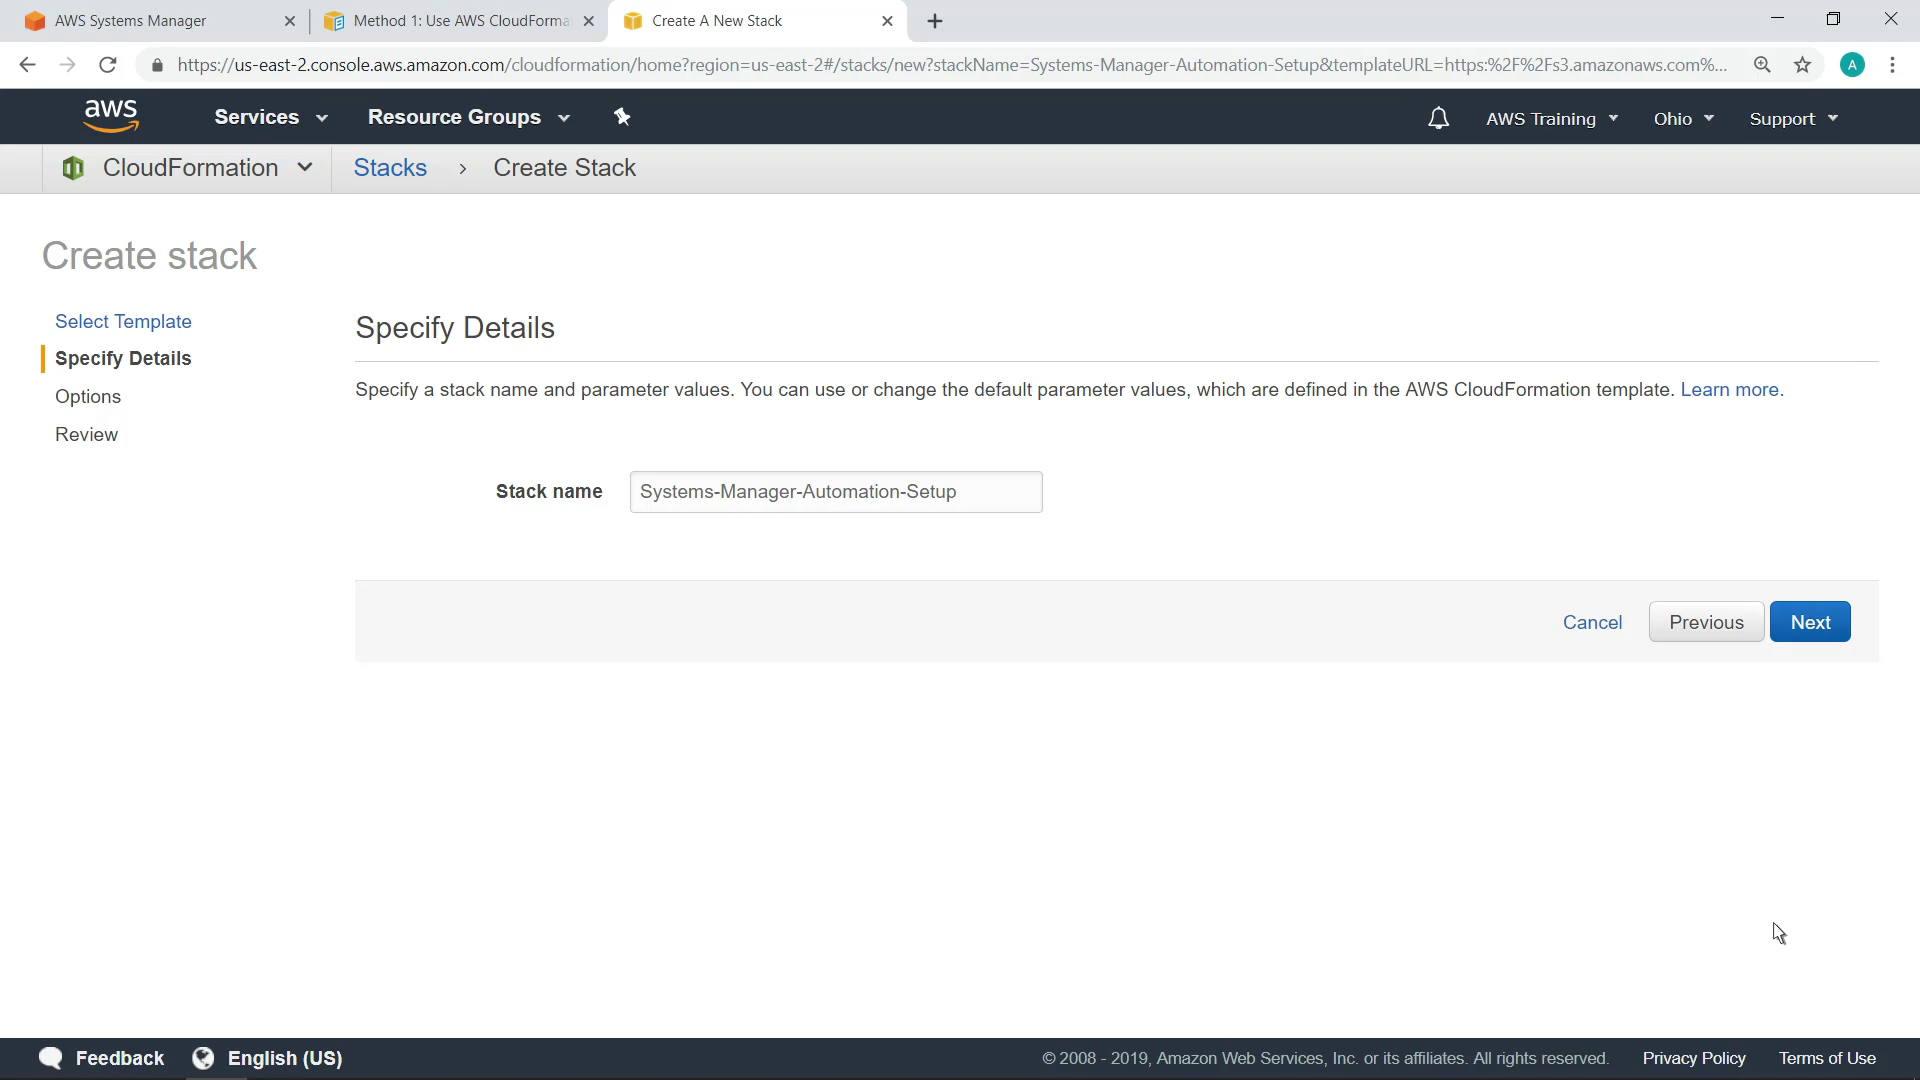 AWS Systems Manager
Method 1: Use AWS CloudForma
Create A New Stack
https://us-east-2.console.aws.amazon.com/cloudformation/home?region=us-east-2#/stacks/new?stackName=Systems-Manager-Automation-Setup&templateURL=https:%2F%2Fs3.amazonaws.com%...
A
aws
Services
Resource Groups
AWS Training
Ohio
Support
CloudFormation
Stacks
Create Stack
Create stack
Select Template
Specify Details
Options
Review
Specify Details
Specify a stack name and parameter values. You can use or change the default parameter values, which are defined in the AWS CloudFormation template. Learn more.
Stack name
Systems-Manager-Automation-Setup
Cancel
Previous
Next
Feedback
English (US)
© 2008 - 2019, Amazon Web Services, Inc. or its affiliates. All rights reserved.
Privacy Policy
Terms of Use